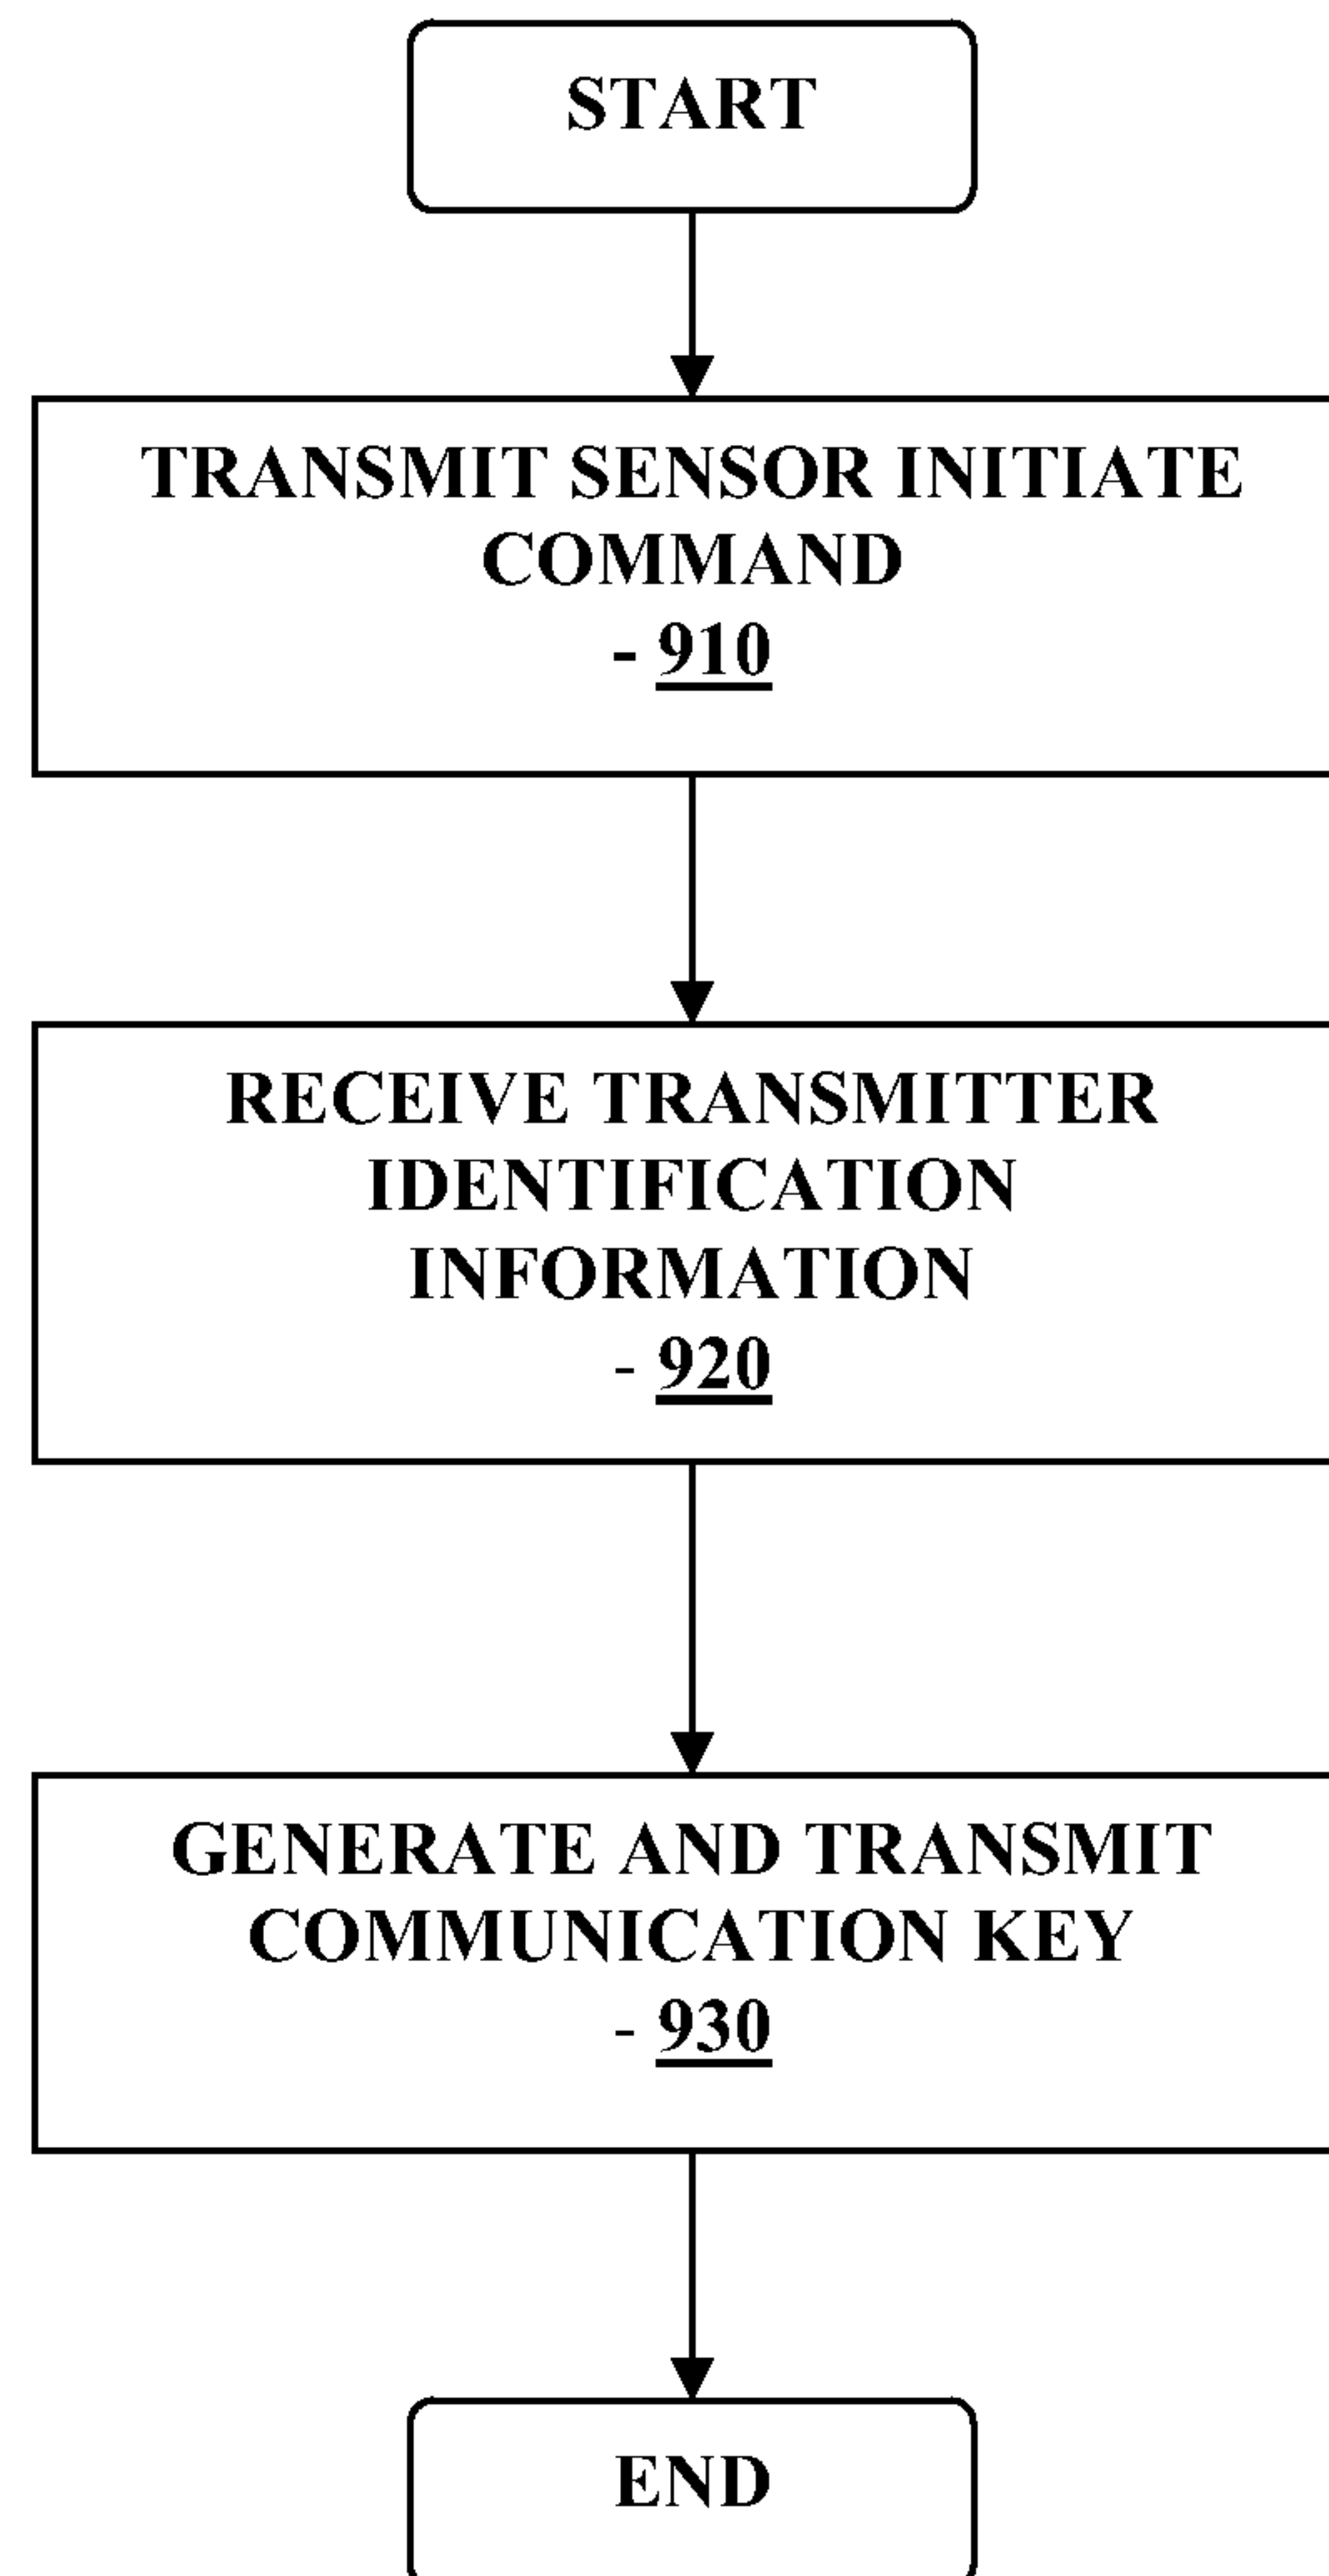 START
TRANSMIT SENSOR INITIATE
COMMAND
- 910
RECEIVE TRANSMITTER
IDENTIFICATION
INFORMATION
- 920
GENERATE AND TRANSMIT
COMMUNICATION KEY
- 930
END